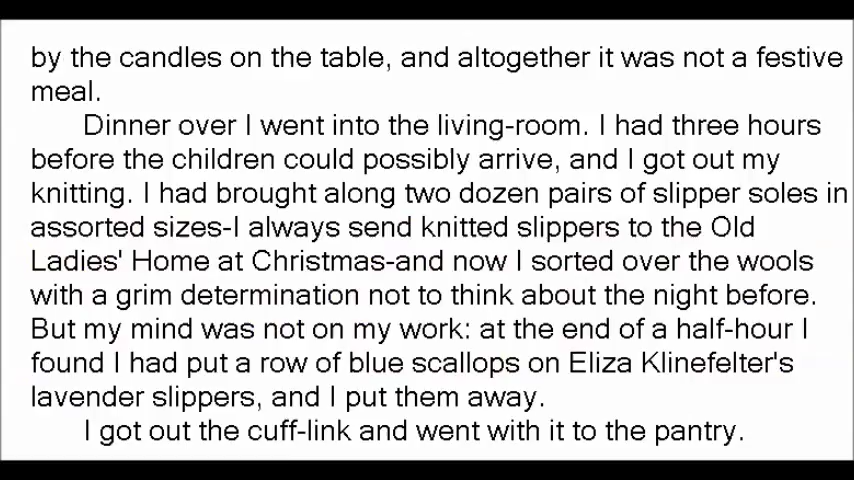 by the candles on the table, and altogether it was not a festive
meal.
Dinner over I went into the living-room. I had three hours
before the children could possibly arrive, and I got out my
knitting. I had brought along two dozen pairs of slipper soles in
assorted sizes-I always send knitted slippers to the Old
Ladies' Home at Christmas-and now I sorted over the wools
with a grim determination not to think about the night before.
But my mind was not on my work: at the end of a half-hour I
found I had put a row of blue scallops on Eliza Klinefelter's
lavender slippers, and I put them away.
I got out the cuff-link and went with it to the pantry.